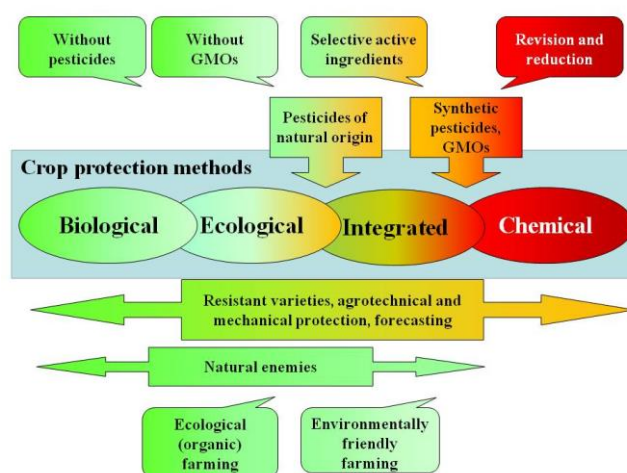 Without
pesticides
Without
GMOs
Selective active
ingredients
Revision and
reduction
Pesticides of
natural origin
Synthetic
pesticides,
GMOs
Crop protection methods
Biological
Ecological
Integrated
Chemical
Resistant varieties, agrotechnical and
mechanical protection, forecasting
Natural enemies
Ecological
(organic)
farming
Environmentally
friendly
farming